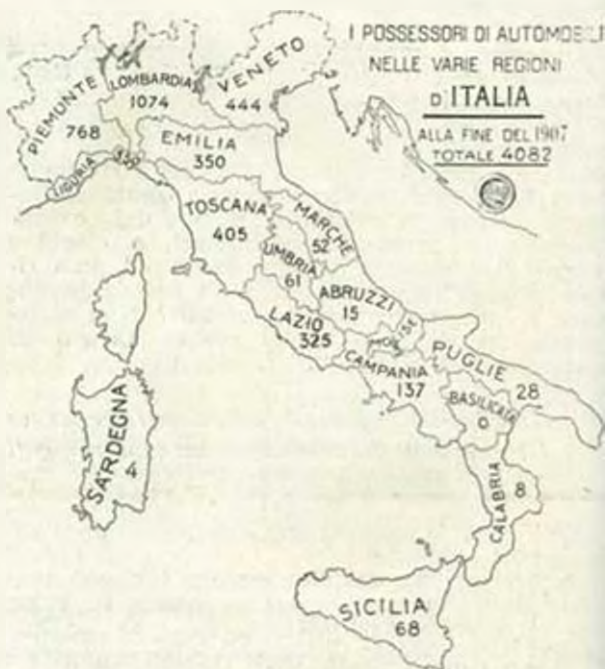 I POSSESSORI DI AUTOMOBILI
NELLE VARIE REGIONI
D'ITALIA
ALLA FINE DEL 1907
TOTALE 4082
PIEMONTE
768
LOMBARDIA
1074
VENETO
444
LIGURIA
EMILIA
350
TOSCANA
405
MARCHE
52
UMBRIA
61
ABRUZZI
15
LAZIO
325
CAMPANIA
137
PUGLIE
28
BASILICATA
0
CALABRIA
8
SARDEGNA
4
SICILIA
68